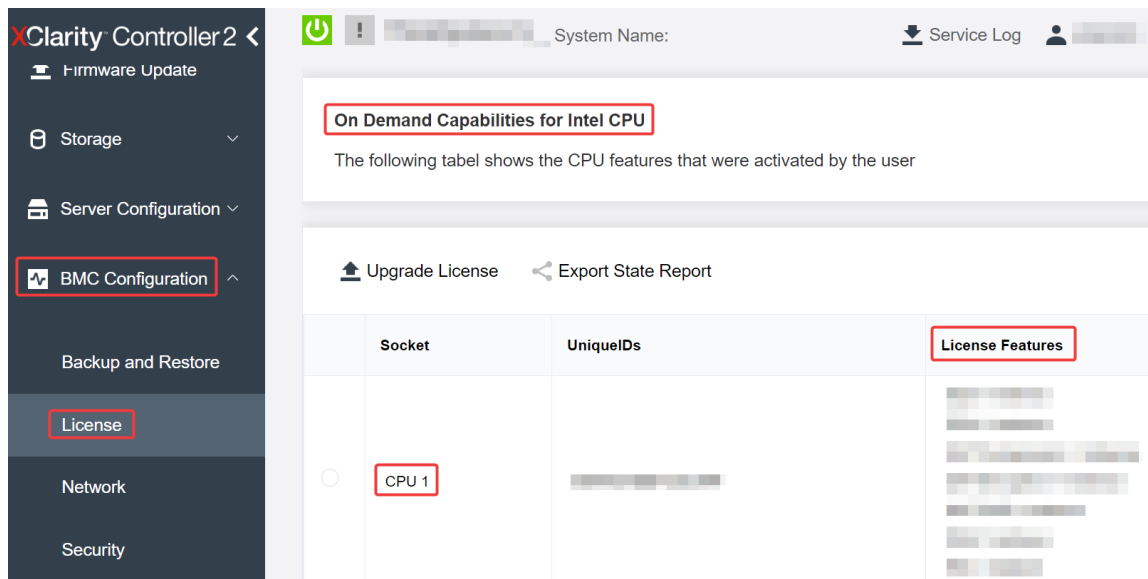 XClarity Controller 2
Firmware Update
Storage
Server Configuration
BMC Configuration
Backup and Restore
License
Network
Security
System Name:
Service Log
On Demand Capabilities for Intel CPU
The following tabel shows the CPU features that were activated by the user
Upgrade License
Export State Report
Socket
UniqueIDs
License Features
CPU 1